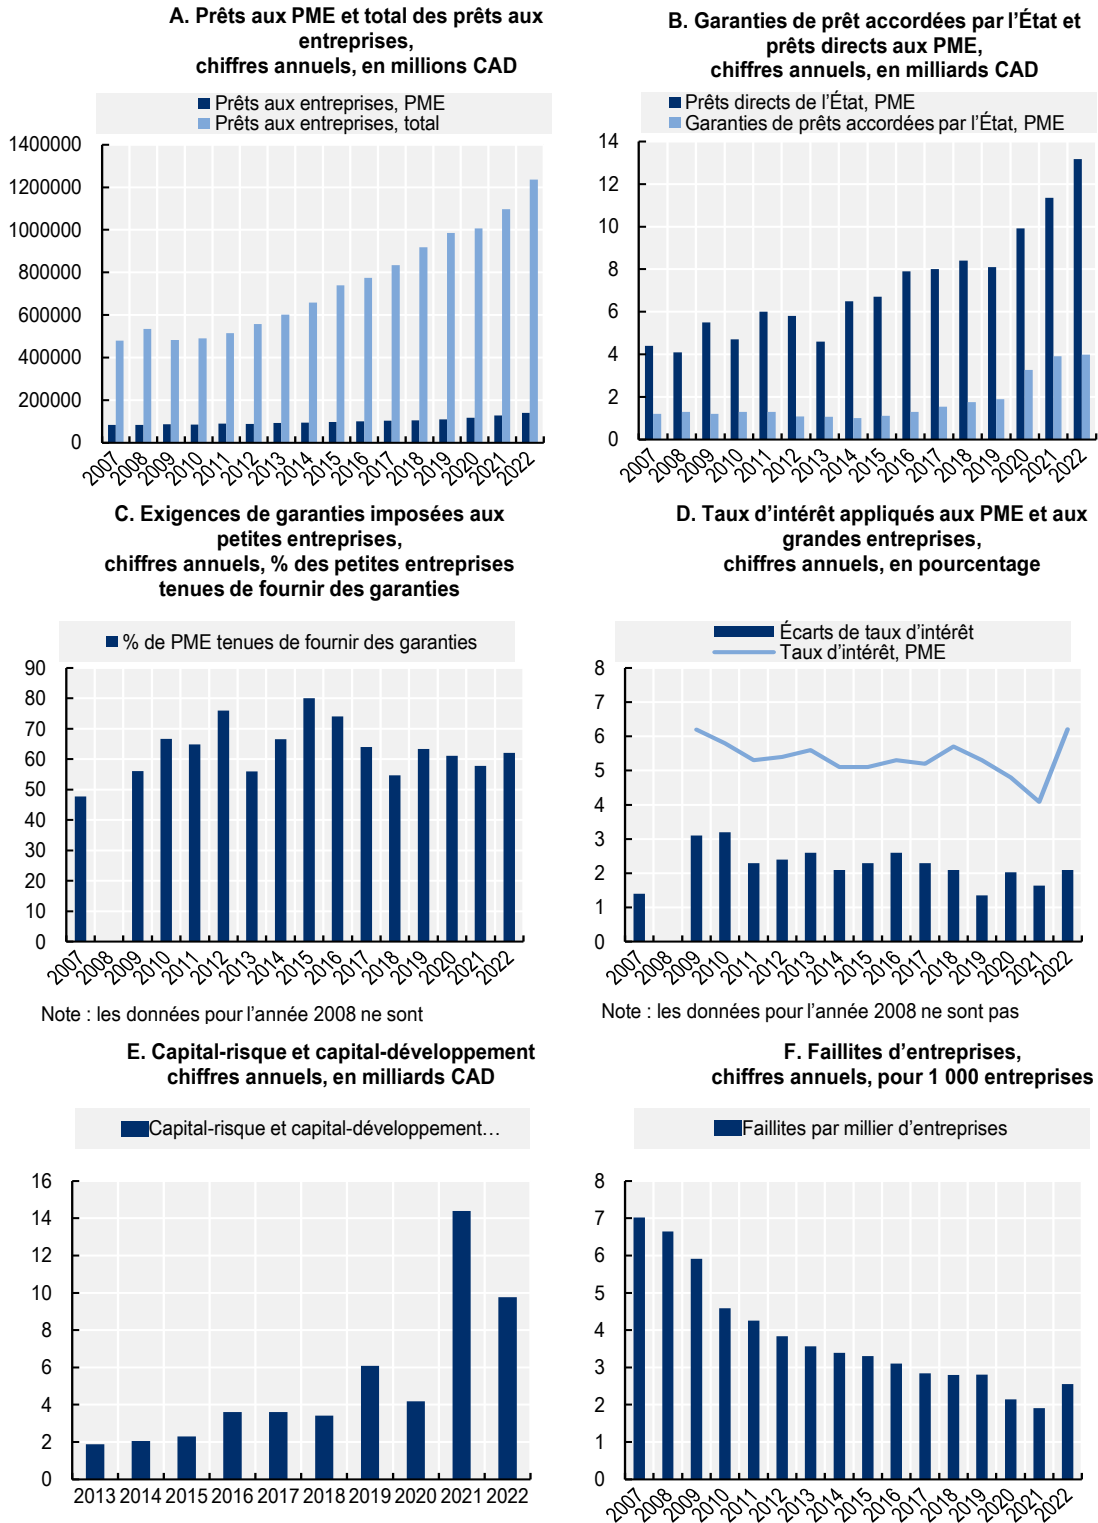 A. Prêts aux PME et total des prêts aux
entreprises,
chiffres annuels, en millions CAD
Prêts aux entreprises, PME
Prêts aux entreprises, total
1400000
1200000
1000000
800000
600000
400000
200000
0
2007 2008 2009 2010 2011 2012 2013 2014 2015 2016 2017 2018 2019 2020 2021 2022
B. Garanties de prêt accordées par l’État et
prêts directs aux PME,
chiffres annuels, en milliards CAD
Prêts directs de l’État, PME
Garanties de prêts accordées par l’État, PME
14
12
10
8
6
4
2
0
2007 2008 2009 2010 2011 2012 2013 2014 2015 2016 2017 2018 2019 2020 2021 2022
C. Exigences de garanties imposées aux
petites entreprises,
chiffres annuels, % des petites entreprises
tenues de fournir des garanties
% de PME tenues de fournir des garanties
90
80
70
60
50
40
30
20
10
0
2007 2008 2009 2010 2011 2012 2013 2014 2015 2016 2017 2018 2019 2020 2021 2022
Note : les données pour l’année 2008 ne sont
D. Taux d’intérêt appliqués aux PME et aux
grandes entreprises,
chiffres annuels, en pourcentage
Écarts de taux d’intérêt
Taux d’intérêt, PME
8
7
6
5
4
3
2
1
0
2007 2008 2009 2010 2011 2012 2013 2014 2015 2016 2017 2018 2019 2020 2021 2022
Note : les données pour l’année 2008 ne sont pas
E. Capital-risque et capital-développement
chiffres annuels, en milliards CAD
Capital-risque et capital-développement…
16
14
12
10
8
6
4
2
0
2013 2014 2015 2016 2017 2018 2019 2020 2021 2022
F. Faillites d’entreprises,
chiffres annuels, pour 1 000 entreprises
Faillites par millier d’entreprises
8
7
6
5
4
3
2
1
0
2007 2008 2009 2010 2011 2012 2013 2014 2015 2016 2017 2018 2019 2020 2021 2022